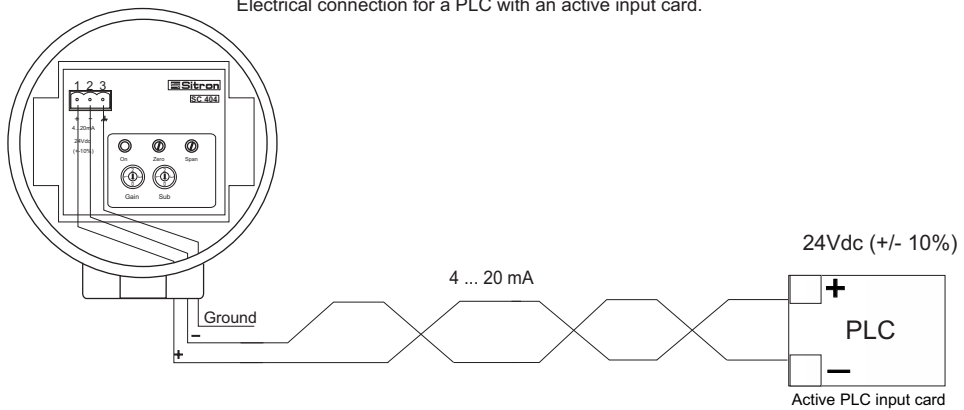 Electrical connection for a PLC with an active input card.
1 2 3
Sitron
SC 404
+ −
4...20mA
24Vdc
(+-10%)
On Zero Span
Gain Sub
24Vdc (+/- 10%)
4 ... 20 mA
+
Ground
PLC
−
+
−
Active PLC input card